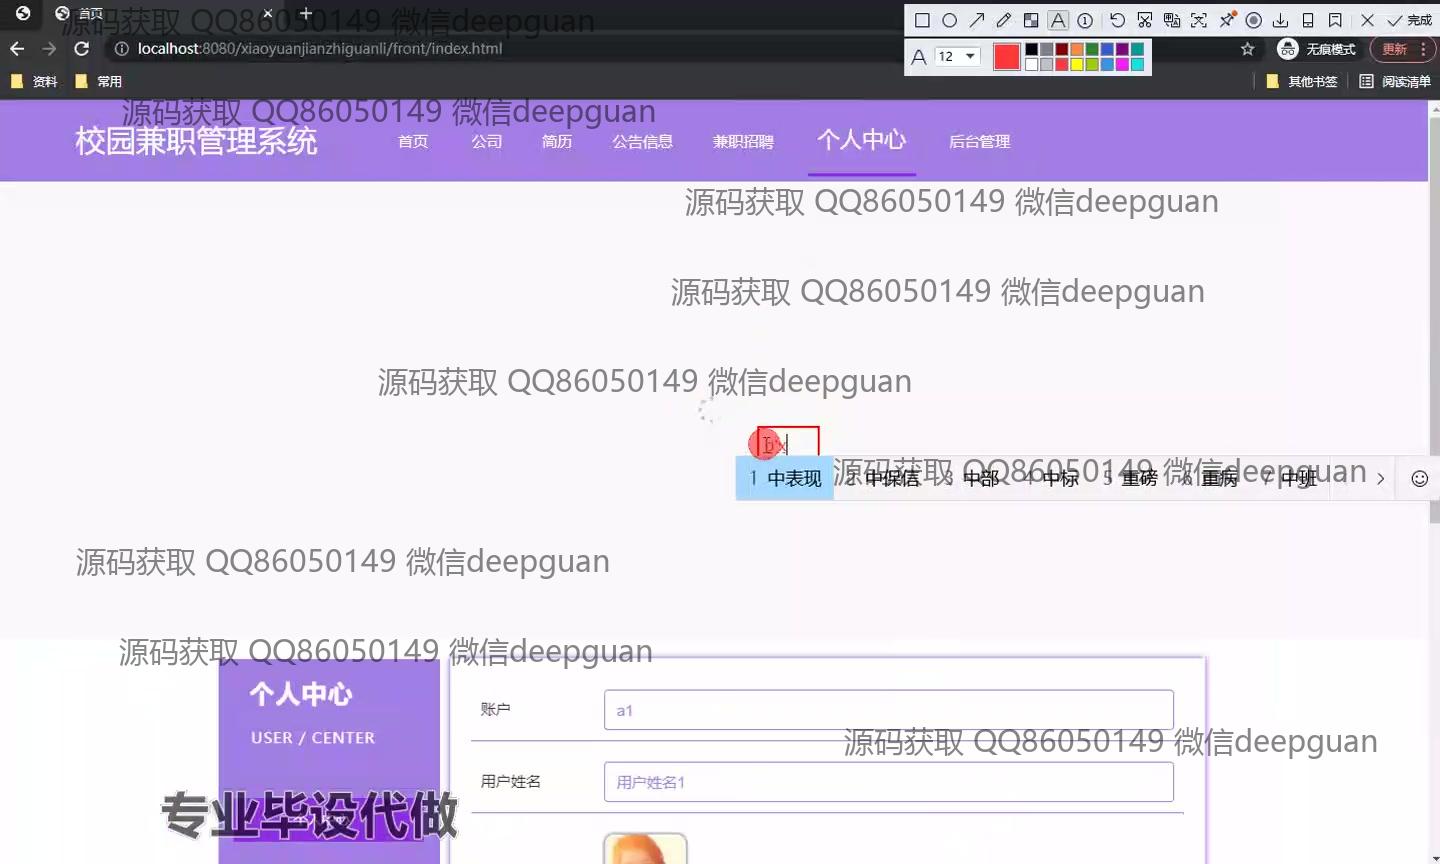 首页
源码获取 QQ86050149 微信deepguan
localhost:8080/xiaoyuanjianzhiguanli/front/index.html
12
完成
无痕模式
更新
资料
常用
其他书签
阅读清单
源码获取 QQ86050149 微信deepguan
校园兼职管理系统
首页
公司
简历
公告信息
兼职招聘
个人中心
后台管理
源码获取 QQ86050149 微信deepguan
源码获取 QQ86050149 微信deepguan
源码获取 QQ86050149 微信deepguan
1 中表现 2 中保信 3 中部 4 中标 5 重磅 6 重病 7 中班
源码获取 QQ86050149 微信deepguan
源码获取 QQ86050149 微信deepguan
源码获取 QQ86050149 微信deepguan
个人中心
USER / CENTER
账户
a1
源码获取 QQ86050149 微信deepguan
用户姓名
用户姓名1
专业毕设代做